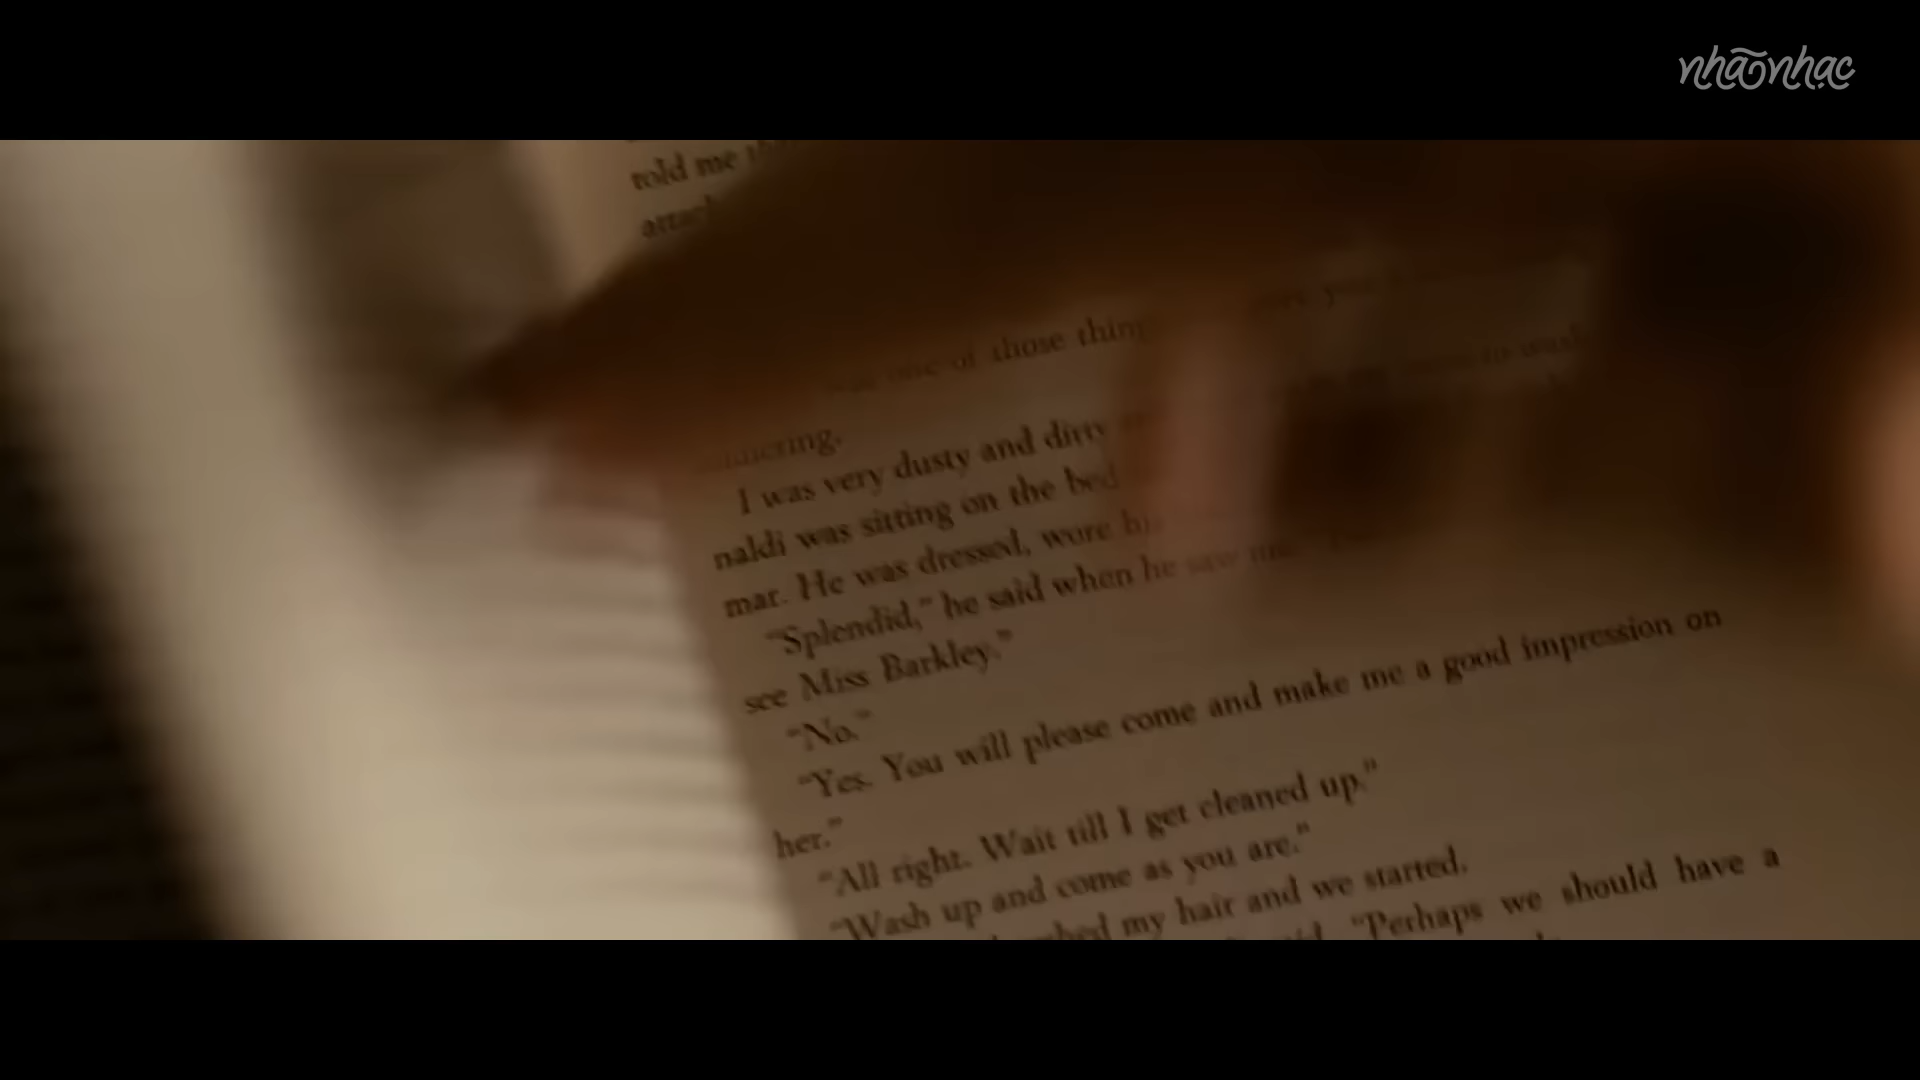 nhãnhạc
told me
one of those
I was very dusty and dirty
naldi was sitting on the bed
mar. He was dressed, wore
“Splendid,” he said when he saw
see Miss Barkley.”
“No.”
“Yes. You will please come and make me a good impression on
her.”
“All right. Wait till I get cleaned up.”
“Wash up and come as you are.”
my hair and we started.
“Perhaps we should have a